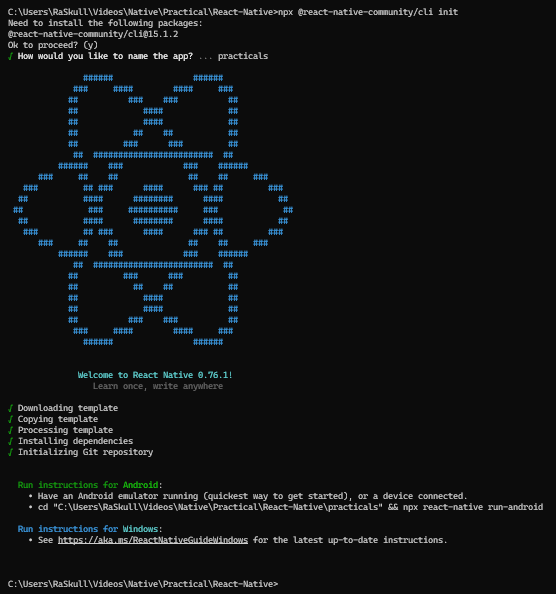 C:\Users\RaSkull\Videos\Native\Practical\React-Native>npx @react-native-community/cli init
Need to install the following packages:
@react-native-community/cli@15.1.2
Ok to proceed? (y)
√ How would you like to name the app? ... practicals
               ######                ######
             ###     ####        ####     ###
            ##          ###    ###          ##
            ##             ####             ##
            ##             ####             ##
            ##           ##    ##           ##
            ##         ###      ###         ##
             ##  ########################  ##
          ######    ###            ###    ######
      ###     ##    ##              ##    ##     ###
   ###         ## ###      ####      ### ##         ###
  ##           ####      ########      ####           ##
 ##             ###     ##########     ###             ##
  ##           ####      ########      ####           ##
   ###         ## ###      ####      ### ##         ###
      ###     ##    ##              ##    ##     ###
          ######    ###            ###    ######
             ##  ########################  ##
            ##         ###      ###         ##
            ##           ##    ##           ##
            ##             ####             ##
            ##             ####             ##
            ##          ###    ###          ##
             ###     ####        ####     ###
               ######                ######
Welcome to React Native 0.76.1!
Learn once, write anywhere
√ Downloading template
√ Copying template
√ Processing template
√ Installing dependencies
√ Initializing Git repository
Run instructions for Android:
• Have an Android emulator running (quickest way to get started), or a device connected.
• cd "C:\Users\RaSkull\Videos\Native\Practical\React-Native\practicals" && npx react-native run-android
Run instructions for Windows:
• See https://aka.ms/ReactNativeGuideWindows for the latest up-to-date instructions.
C:\Users\RaSkull\Videos\Native\Practical\React-Native>